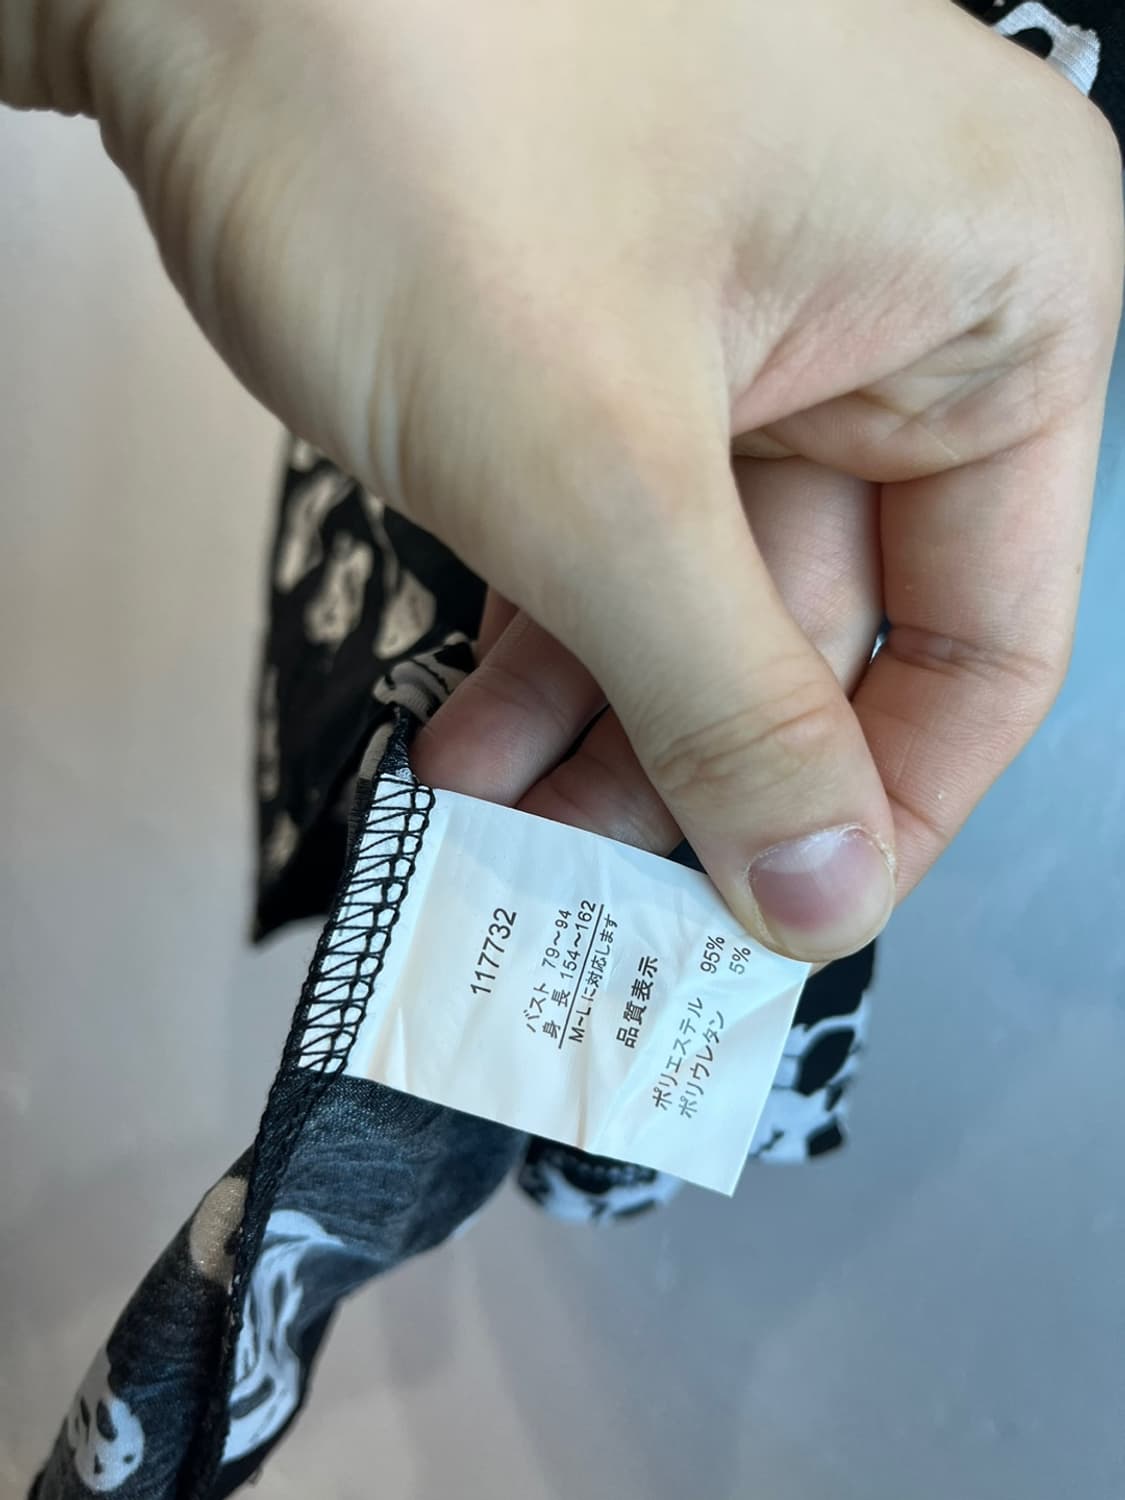 117732
バスト 79～94
身 長 154～162
M~Lに対応します
品質表示
ポリエステル 95%
ポリウレタン 5%